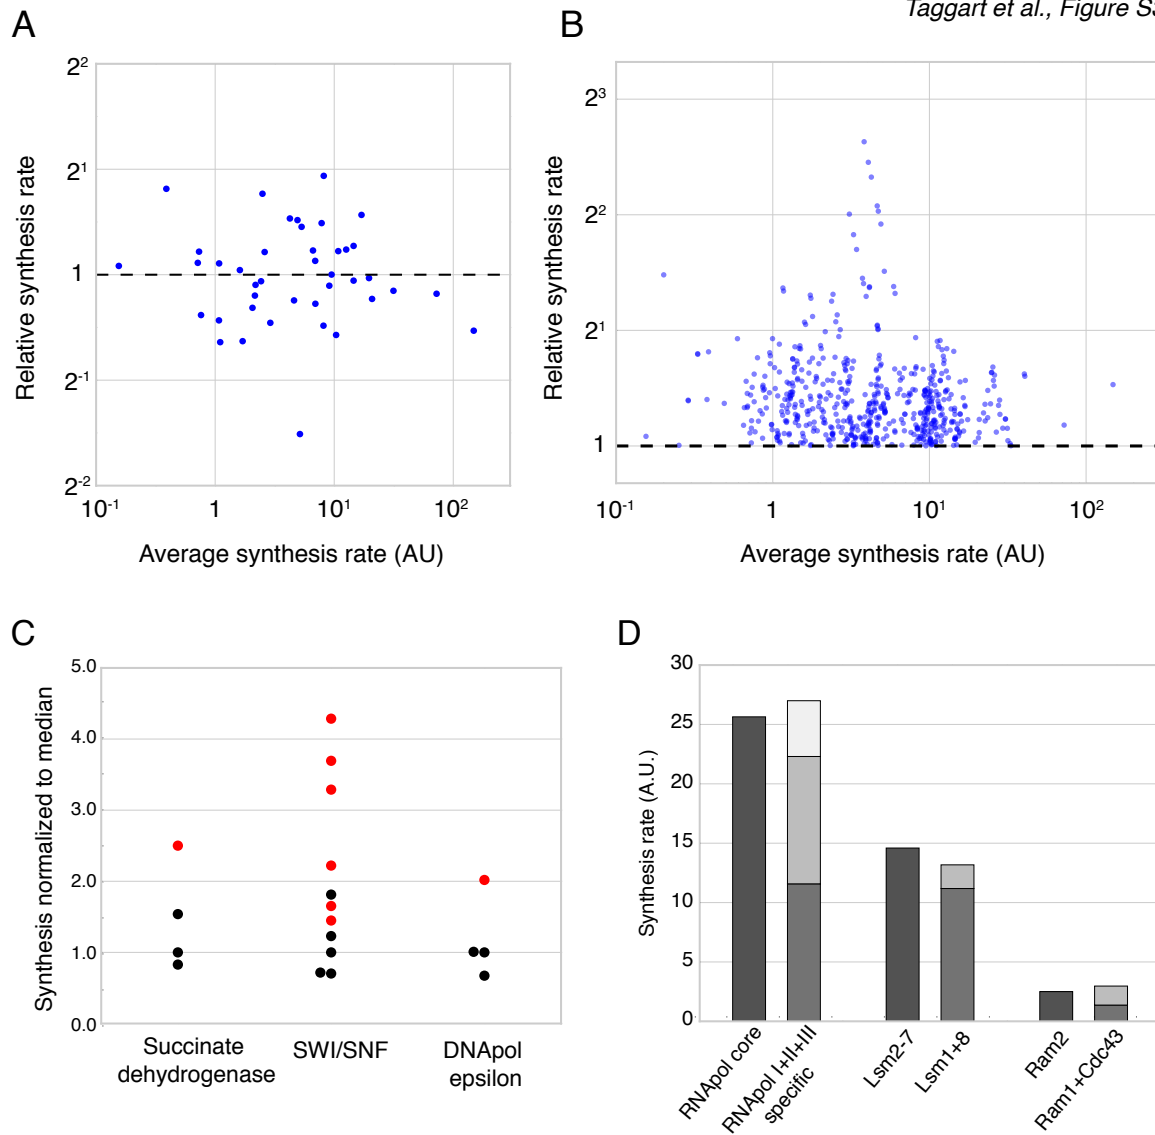 Taggart et al., Figure S
A
2²
2¹
1
2⁻¹
2⁻²
Relative synthesis rate
10⁻¹
1
10¹
10²
Average synthesis rate (AU)
B
2³
2²
2¹
1
Relative synthesis rate
10⁻¹
1
10¹
10²
Average synthesis rate (AU)
C
5.0
4.0
3.0
2.0
1.0
0.0
Synthesis normalized to median
Succinate
dehydrogenase
SWI/SNF
DNApol
epsilon
D
30
25
20
15
10
5
0
Synthesis rate (A.U.)
RNApol core
RNApol I+II+III
specific
Lsm2-7
Lsm1+8
Ram2
Ram1+Cdc43